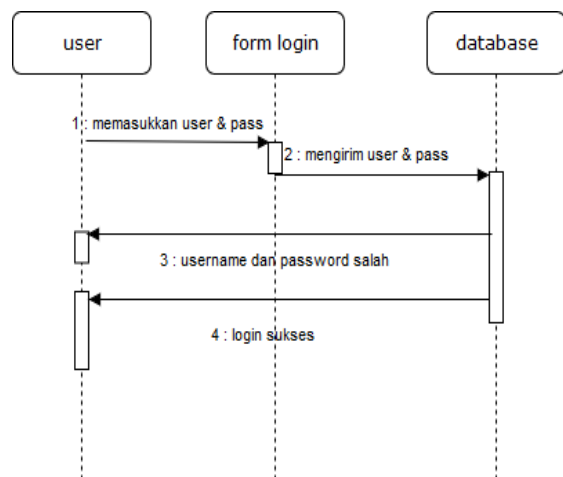 user
form login
database
1 : memasukkan user & pass
2 : mengirim user & pass
3 : username dan password salah
4 : login sukses